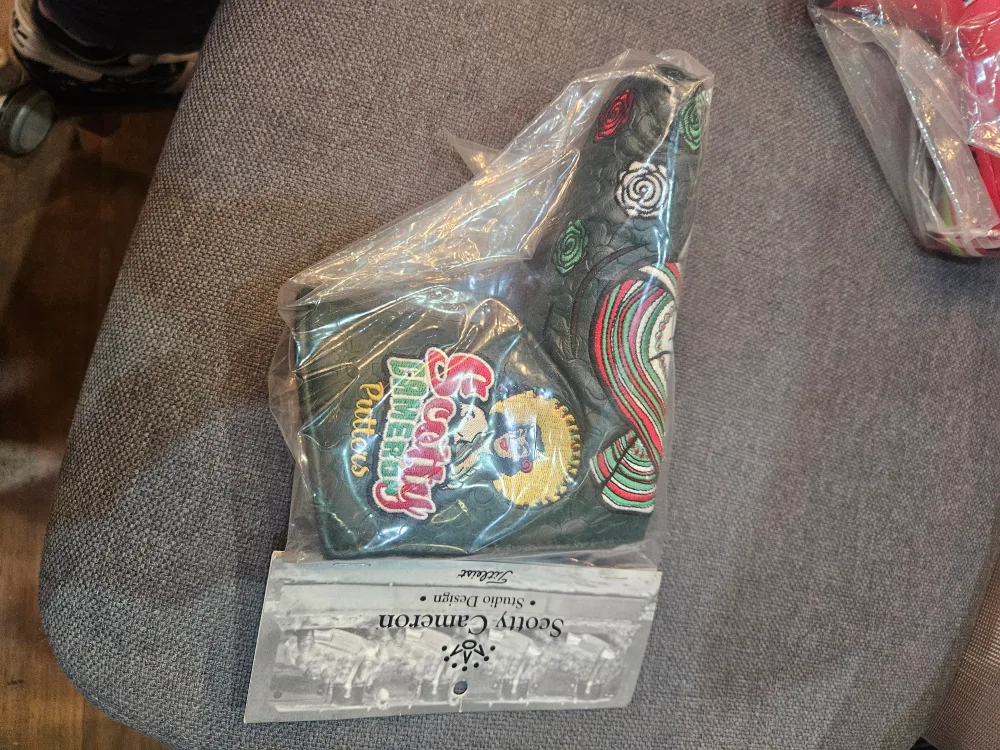 Scotty
CAMERON
Putters
Titleist
Scotty Cameron
• Studio Design •